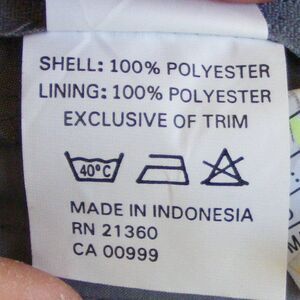 SHELL: 100% POLYESTER
LINING: 100% POLYESTER
EXCLUSIVE OF TRIM
40°C
MADE IN INDONESIA
RN 21360
CA 00999